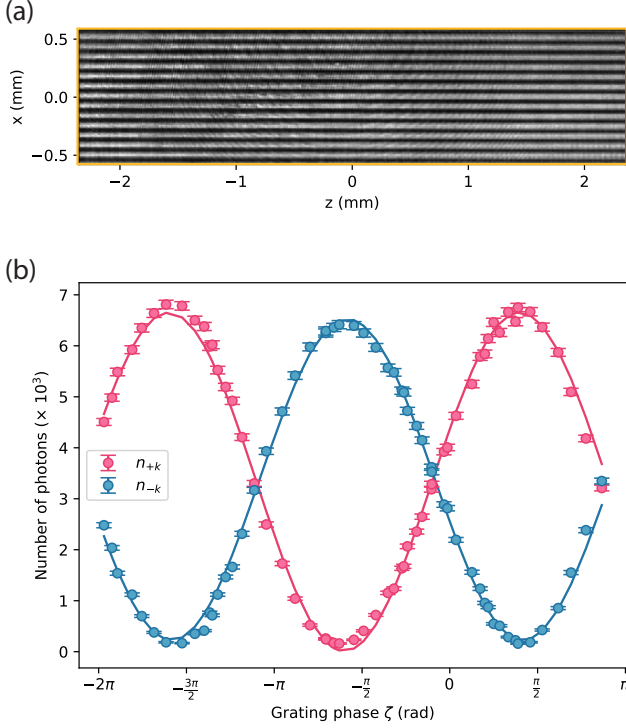 (a)
0.5
0.0
−0.5
x (mm)
−2
−1
0
1
2
z (mm)
(b)
7
6
5
4
3
2
1
0
Number of photons (× 10³)
n₊ₖ
n₋ₖ
−2π
−3π/2
−π
−π/2
0
π/2
π
Grating phase ζ (rad)